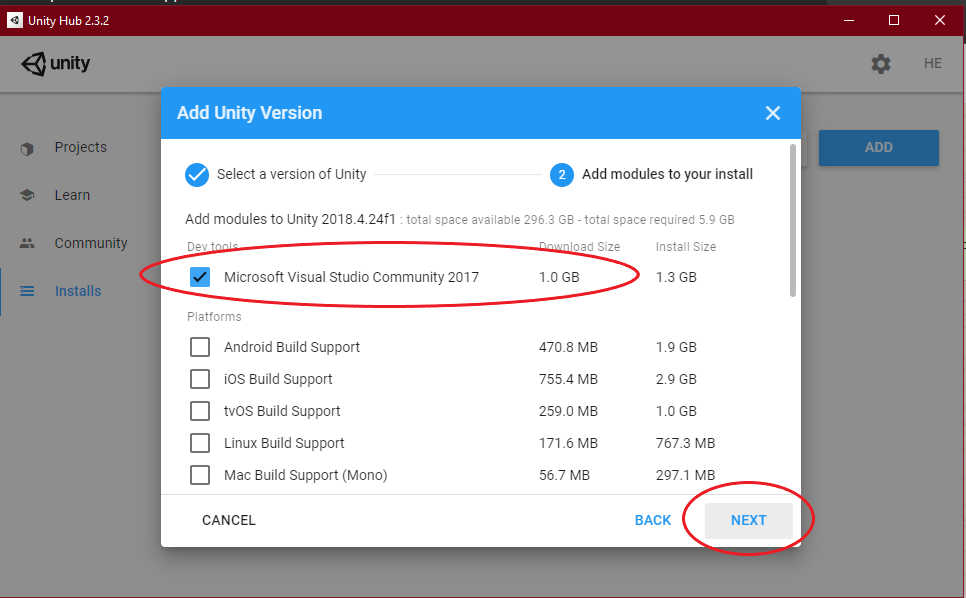 Unity Hub 2.3.2
unity
HE
Add Unity Version
Projects
ADD
Select a version of Unity
2
Add modules to your install
Learn
Add modules to Unity 2018.4.24f1 : total space available 296.3 GB - total space required 5.9 GB
Community
Dev tools
Download Size
Install Size
Microsoft Visual Studio Community 2017
1.0 GB
1.3 GB
Installs
Platforms
Android Build Support
470.8 MB
1.9 GB
iOS Build Support
755.4 MB
2.9 GB
tvOS Build Support
259.0 MB
1.0 GB
Linux Build Support
171.6 MB
767.3 MB
Mac Build Support (Mono)
56.7 MB
297.1 MB
CANCEL
BACK
NEXT